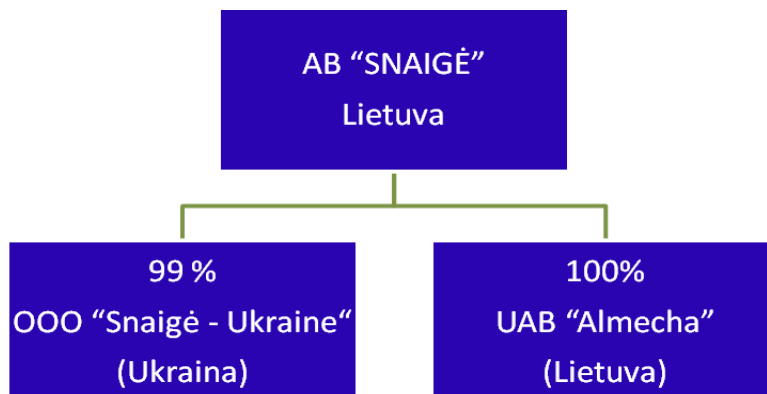 AB “SNAIGĖ”
Lietuva
99 %
OOO “Snaigė - Ukraine“
(Ukraina)
100%
UAB “Almecha”
(Lietuva)